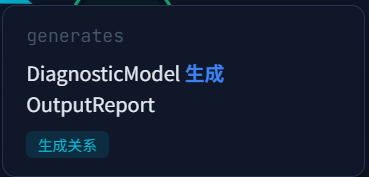 generates
DiagnosticModel 生成
OutputReport
生成关系